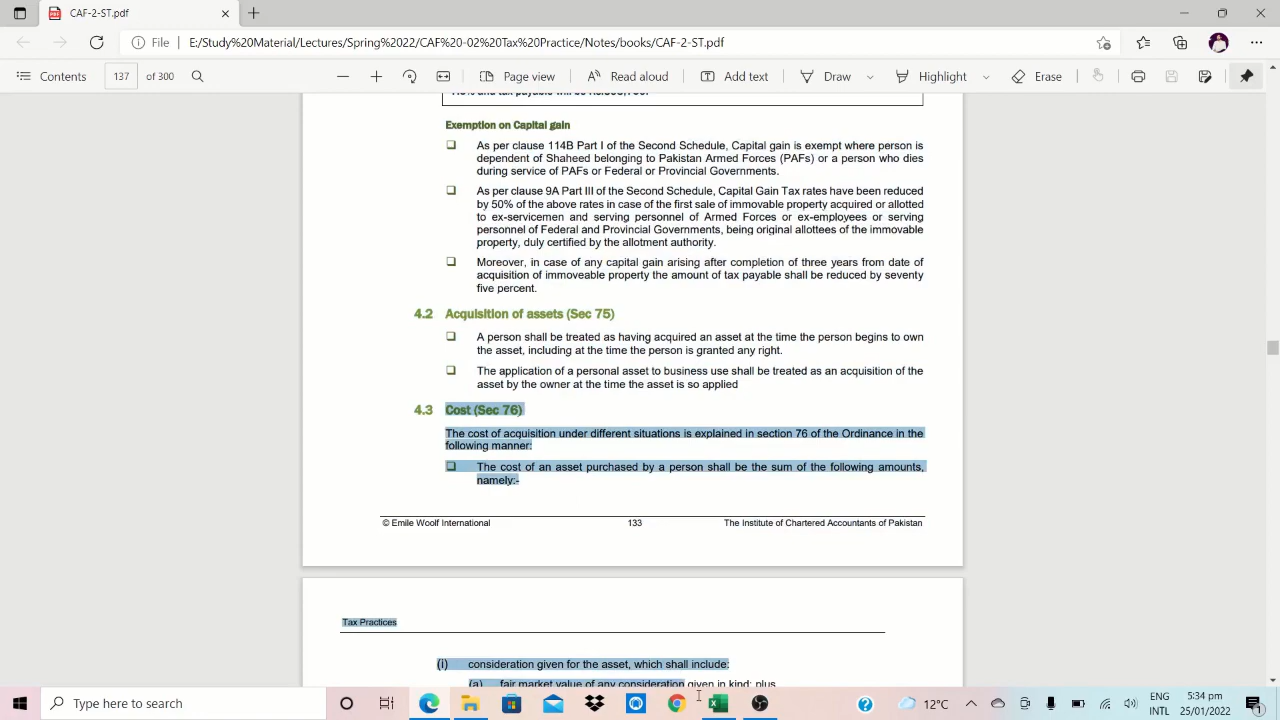 CAF-2-ST.pdf
File E:/Study%20Material/Lectures/Spring%2022/CAF%20-02%20Tax%20Practice/Notes/books/CAF-2-ST.pdf
Contents 137 of 300 Page view Read aloud Add text Draw Highlight Erase
Exemption on Capital gain
As per clause 114B Part I of the Second Schedule, Capital gain is exempt where person is
dependent of Shaheed belonging to Pakistan Armed Forces (PAFs) or a person who dies
during service of PAFs or Federal or Provincial Governments.
As per clause 9A Part III of the Second Schedule, Capital Gain Tax rates have been reduced
by 50% of the above rates in case of the first sale of immovable property acquired or allotted
to ex-servicemen and serving personnel of Armed Forces or ex-employees or serving
personnel of Federal and Provincial Governments, being original allottees of the immovable
property, duly certified by the allotment authority.
Moreover, in case of any capital gain arising after completion of three years from date of
acquisition of immoveable property the amount of tax payable shall be reduced by seventy
five percent.
4.2 Acquisition of assets (Sec 75)
A person shall be treated as having acquired an asset at the time the person begins to own
the asset, including at the time the person is granted any right.
The application of a personal asset to business use shall be treated as an acquisition of the
asset by the owner at the time the asset is so applied
4.3 Cost (Sec 76)
The cost of acquisition under different situations is explained in section 76 of the Ordinance in the
following manner:
The cost of an asset purchased by a person shall be the sum of the following amounts,
namely:-
© Emile Woolf International 133 The Institute of Chartered Accountants of Pakistan
Tax Practices
(i) consideration given for the asset, which shall include:
(a) fair market value of any consideration given in kind; plus
Type here to search 12°C ENG 5:34 pm
INTL 25/01/2022